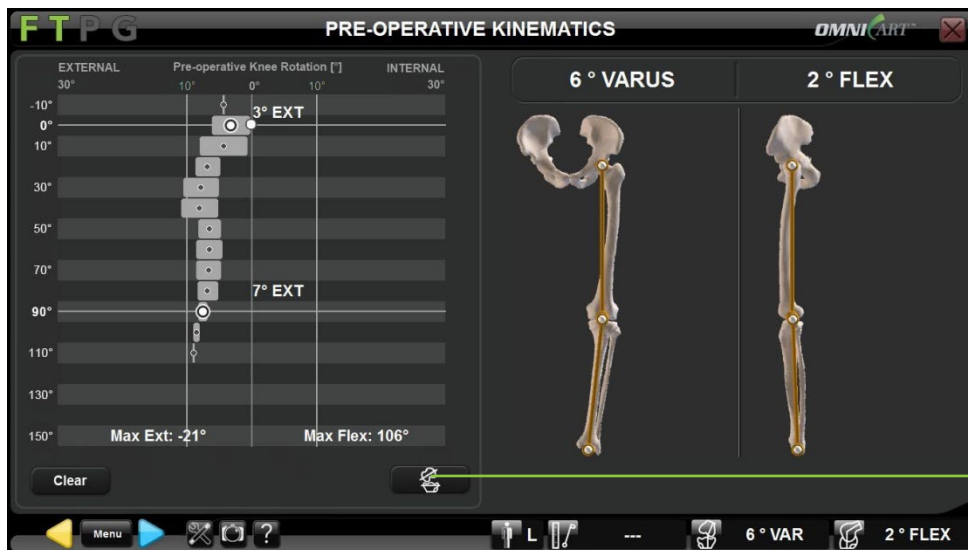 FTPG
PRE-OPERATIVE KINEMATICS
OMNI ART™
EXTERNAL Pre-operative Knee Rotation [°] INTERNAL
30° 10° 0° 10° 30°
6 ° VARUS
2 ° FLEX
-10°
3° EXT
0°
10°
30°
50°
70°
7° EXT
90°
110°
130°
150°
Max Ext: -21° Max Flex: 106°
Clear
Menu
?
L
---
6 ° VAR
2 ° FLEX